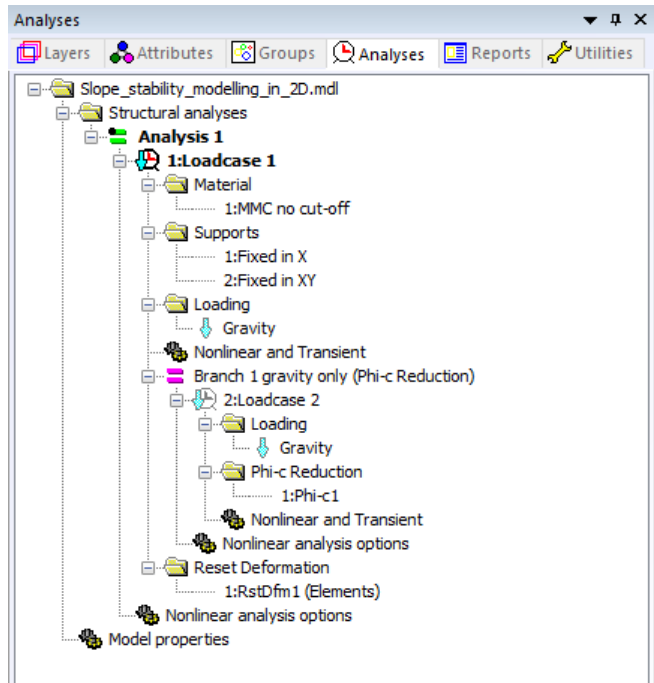 Analyses
Layers Attributes Groups Analyses Reports Utilities
Slope_stability_modelling_in_2D.mdl
Structural analyses
Analysis 1
1:Loadcase 1
Material
1:MMC no cut-off
Supports
1:Fixed in X
2:Fixed in XY
Loading
Gravity
Nonlinear and Transient
Branch 1 gravity only (Phi-c Reduction)
2:Loadcase 2
Loading
Gravity
Phi-c Reduction
1:Phi-c1
Nonlinear and Transient
Nonlinear analysis options
Reset Deformation
1:RstDfm1 (Elements)
Nonlinear analysis options
Model properties